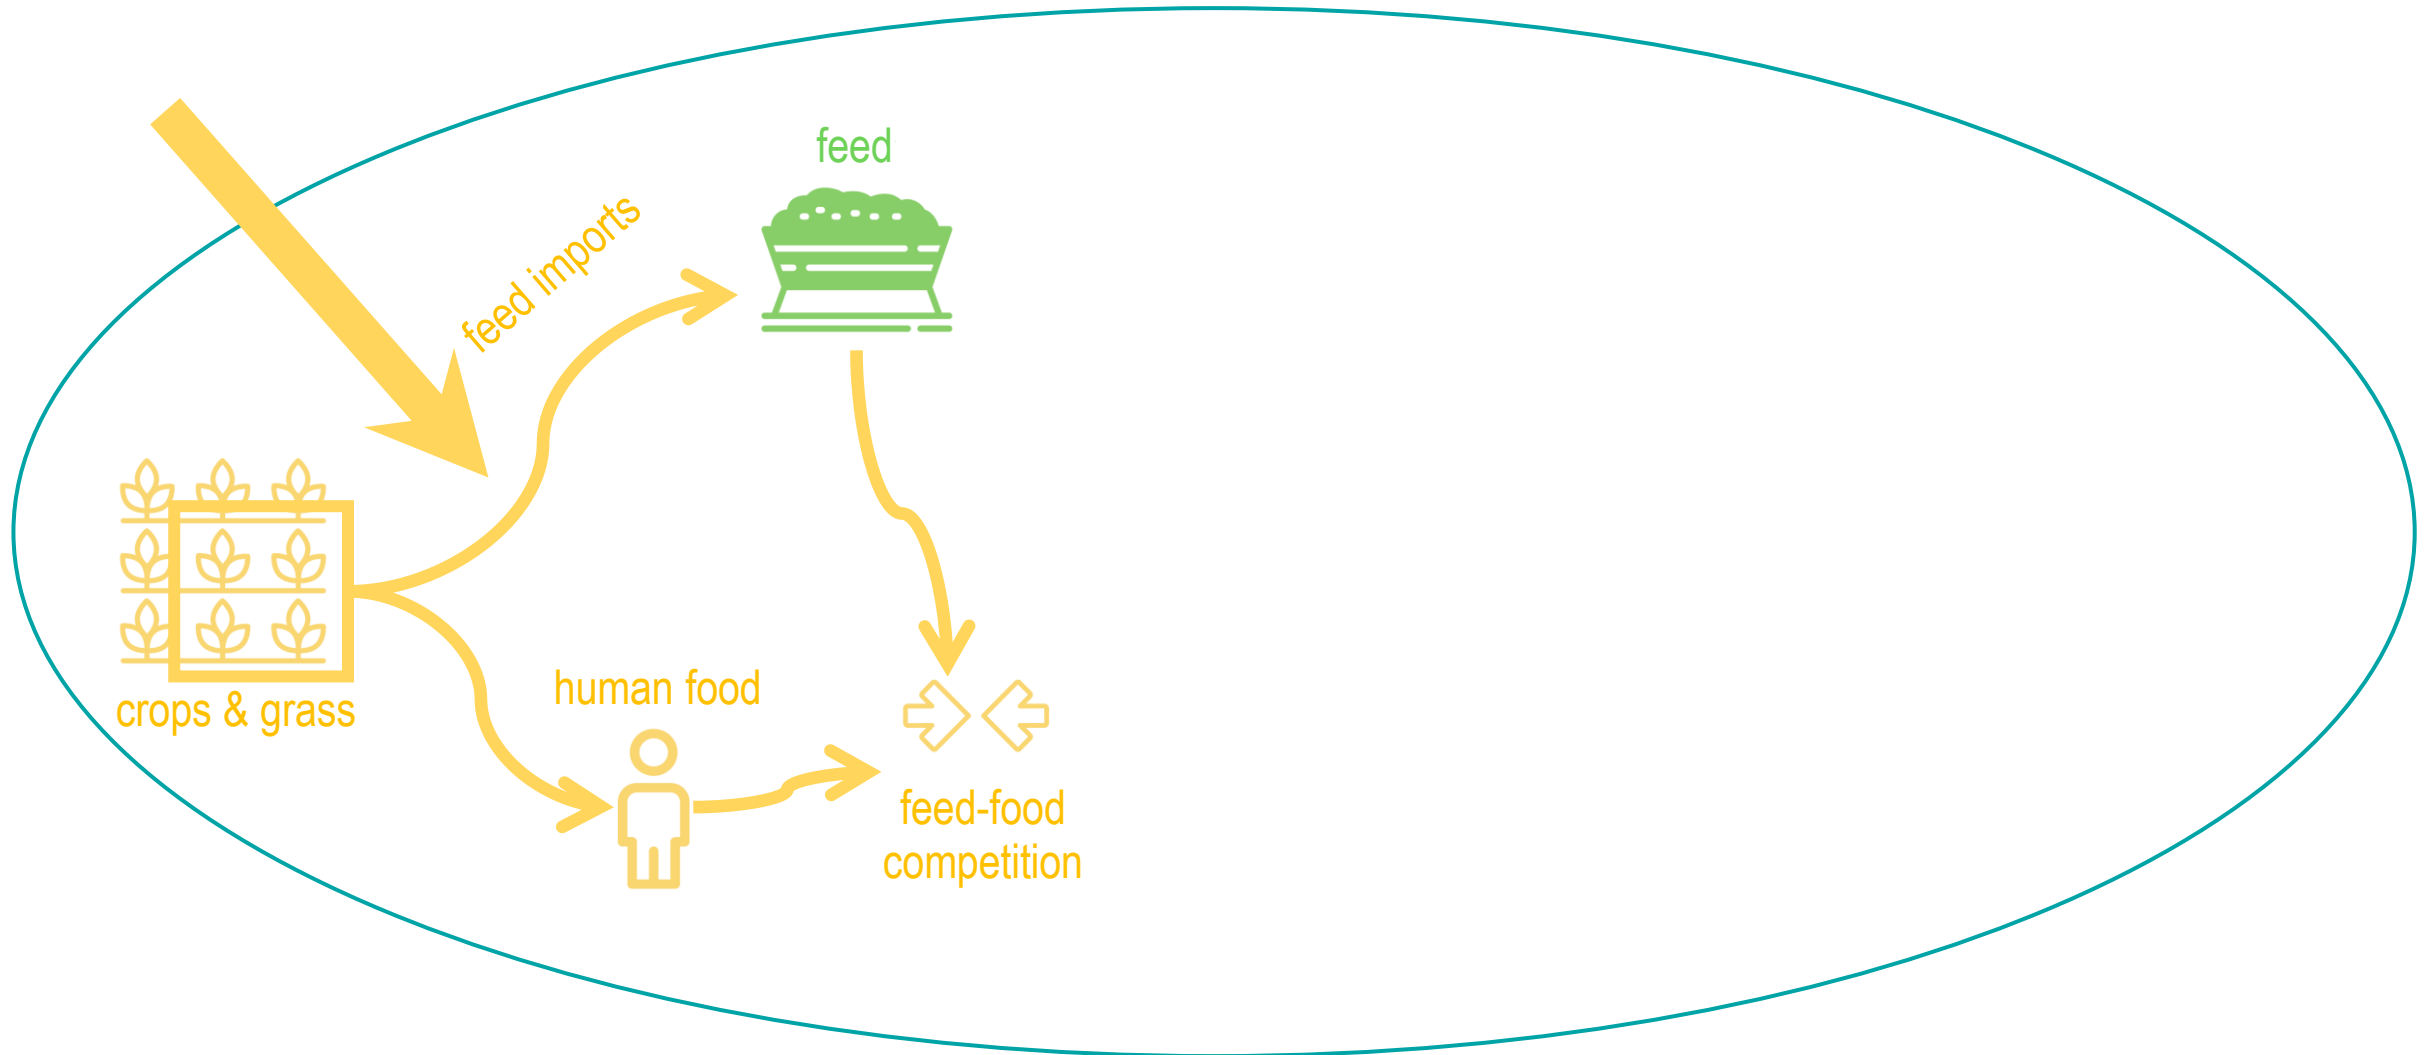 feed
feed imports
crops & grass
human food
feed-food
competition